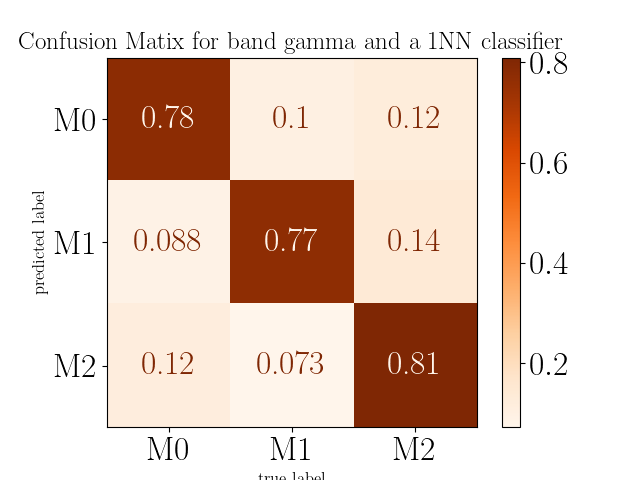 Confusion Matix for band gamma and a 1NN classifier
M0 0.78 0.1 0.12
M1 0.088 0.77 0.14
M2 0.12 0.073 0.81
M0 M1 M2
true label
predicted label
0.8
0.6
0.4
0.2